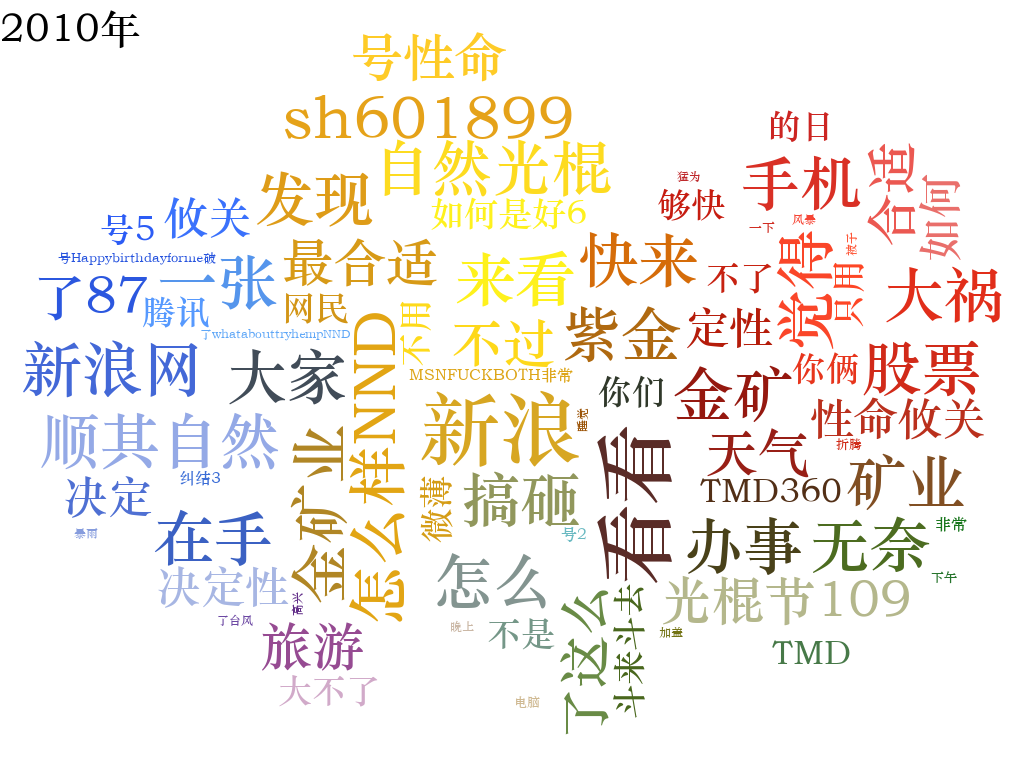 2010年
号性命
sh601899
的日
自然光棍
手机
合适
如何
猛为
发现
够快
号5
攸关
如何是好6
一下
风暴
被子
号Happybirthdayforme破
最合适
来看
快来
不了
觉得
只用
大祸
了87
一张
腾讯
网民
不用
了whatabouttryhempNND
不过
紫金
定性
新浪网
大家
怎么样NND
MSNFUCKBOTH非常
你们
金矿
你俩
股票
顺其自然
金矿业
新浪
看看
天气
性命攸关
折腾
纠结3
决定
微薄
搞砸
TMD360
矿业
暴雨
在手
号2
办事
无奈
非常
决定性
怎么
光棍节109
下午
了台风
晚上
不是
了这么
斗来斗去
加盖
旅游
TMD
大不了
电脑